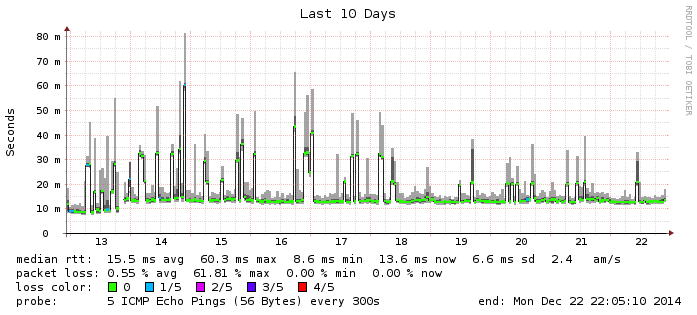 Last 10 Days
RRDTOOL / TOBI OETIKER
Seconds
80 m
70 m
60 m
50 m
40 m
30 m
20 m
10 m
0
13 14 15 16 17 18 19 20 21 22
median rtt: 15.5 ms avg 60.3 ms max 8.6 ms min 13.6 ms now 6.6 ms sd 2.4 am/s
packet loss: 0.55 % avg 61.81 % max 0.00 % min 0.00 % now
loss color: 0 1/5 2/5 3/5 4/5
probe: 5 ICMP Echo Pings (56 Bytes) every 300s end: Mon Dec 22 22:05:10 2014